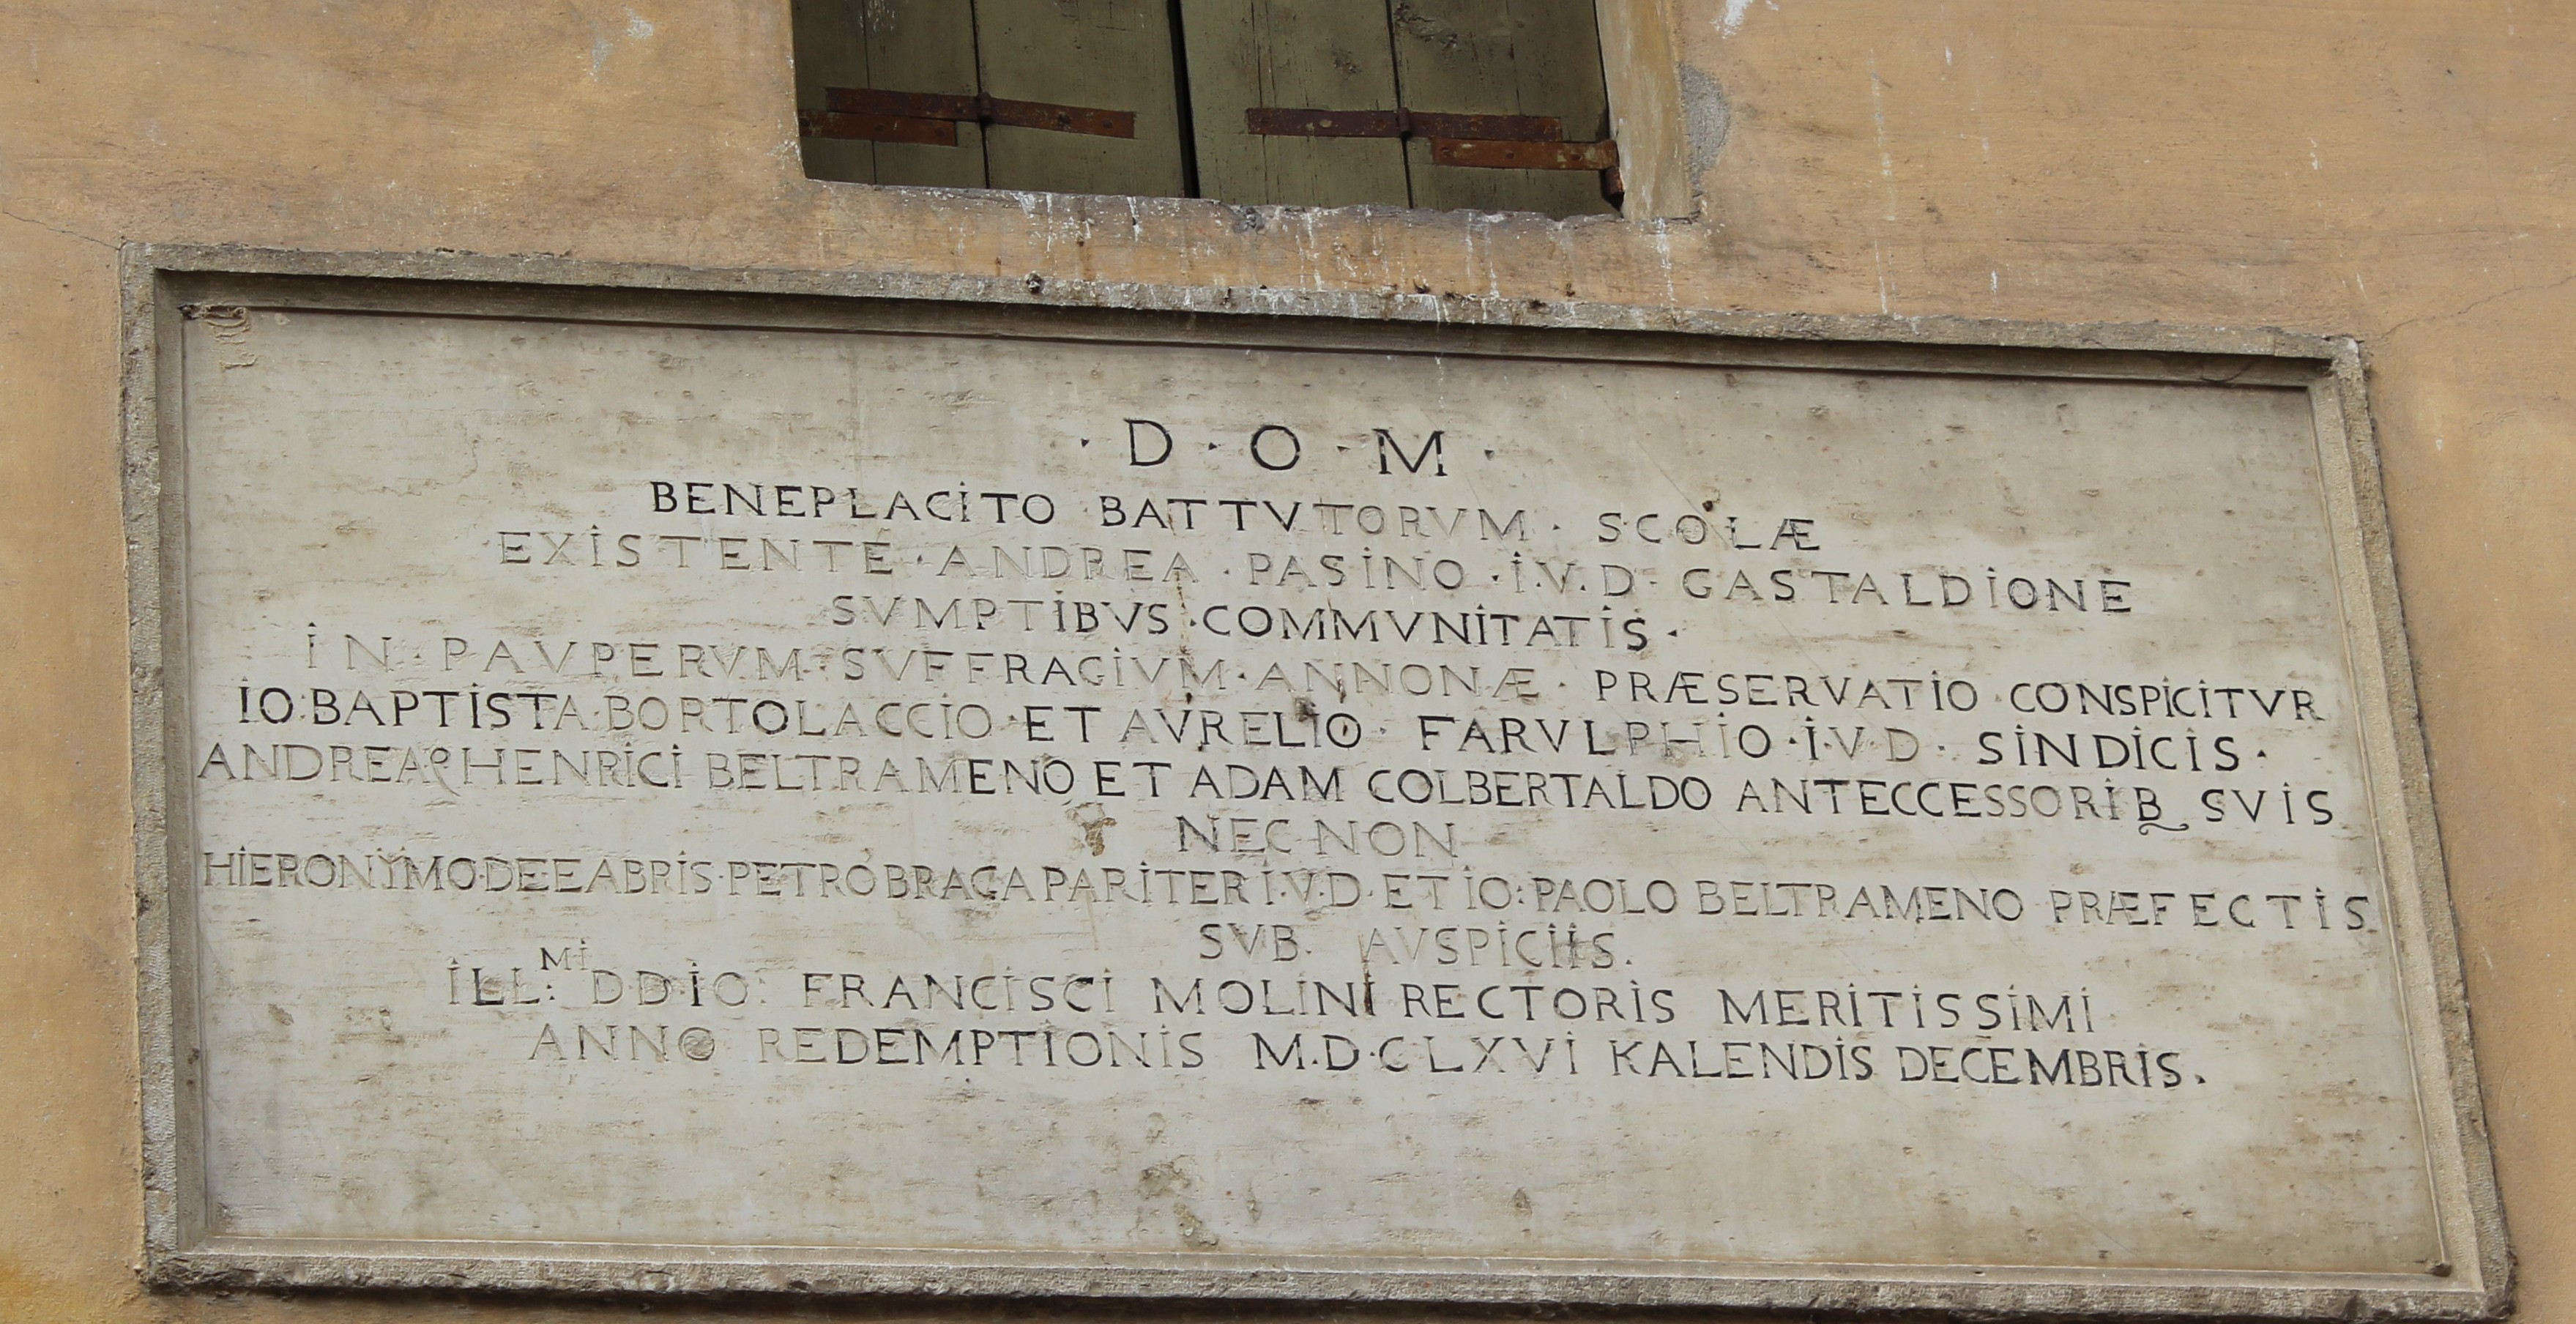 · D · O · M ·
BENEPLACITO BATTVTORVM · SCOLÆ
EXISTENTE · ANDREA · PASINO · I.V.D · GASTALDIONE
SVMPTIBVS · COMMVNITATIS ·
IN · PAVPERVM · SVFFRAGIVM · ANNONÆ · PRÆSERVATIO · CONSPICITVR
IO: BAPTISTA · BORTOLACCIO · ET AVRELIO · FARVLPHIO · I·V·D · SINDICIS ·
HENRICI BELTRAMENO ET ADAM COLBERTALDO ANTECCESSORIB SVIS
NEC NON
HIERONYMO · DE EABRIS · PETRO BRAGA PARITER I·V·D · ET IO: PAOLO BELTRAMENO PRÆFECTIS
SVB. AVSPICIIS.
ILL:MI DD·IO: FRANCISCI MOLINI RECTORIS MERITISSIMI
ANNO REDEMPTIONIS M·D·CLXVI KALENDIS DECEMBRIS.